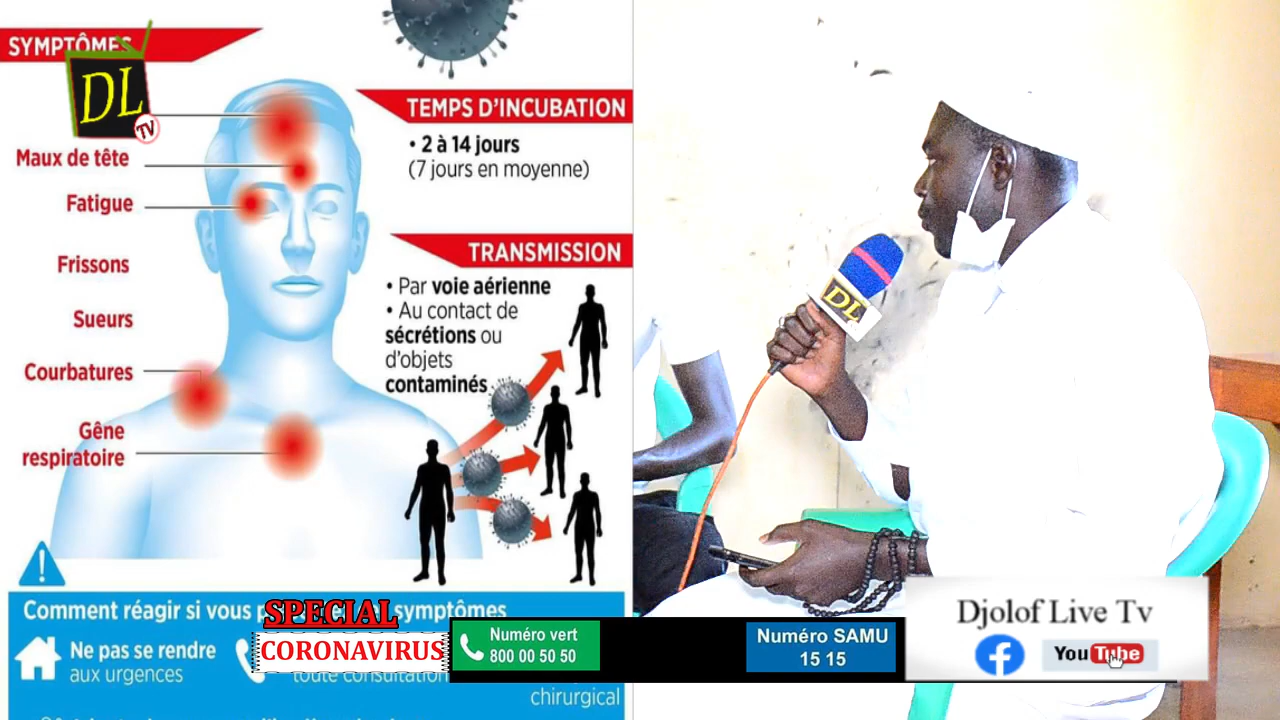 SYMPTÔMES
DL
TV
Maux de tête
Fatigue
Frissons
Sueurs
Courbatures
Gêne
respiratoire
TEMPS D'INCUBATION
• 2 à 14 jours
(7 jours en moyenne)
TRANSMISSION
• Par voie aérienne
• Au contact de
sécrétions ou
d'objets
contaminés
DL
Comment réagir si vous symptômes
Ne pas se rendre
aux urgences
toute consultation
chirurgical
SPECIAL
CORONAVIRUS
Numéro vert
800 00 50 50
Numéro SAMU
15 15
Djolof Live Tv
f
YouTube